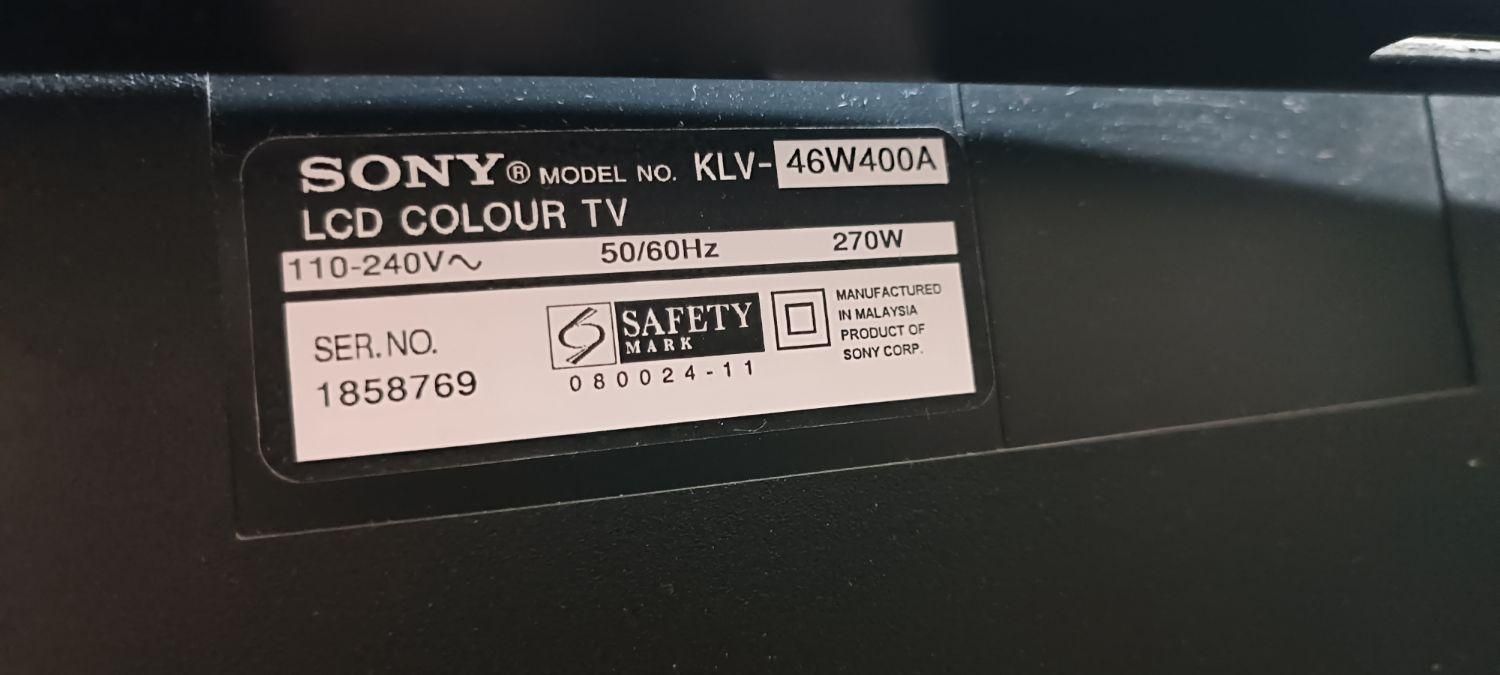 SONY® MODEL NO. KLV-46W400A
LCD COLOUR TV
110-240V~ 50/60Hz 270W
SER. NO.
1858769
SAFETY
MARK
080024-11
MANUFACTURED
IN MALAYSIA
PRODUCT OF
SONY CORP.